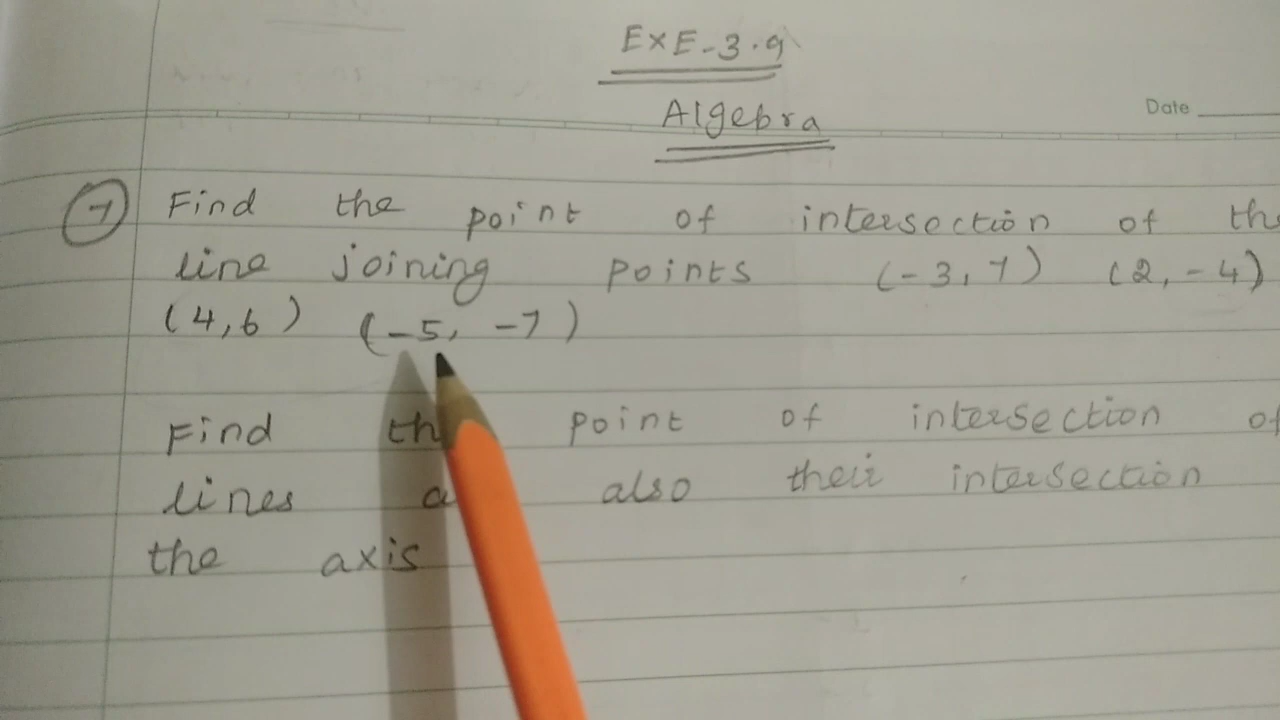 EXE-3.9
Algebra
Date
7 Find the point of intersection of th
line joining points (-3,7) (2,-4)
(4,6) (-5, -7)
Find th point of intersection of
lines a also their intersection
the axis